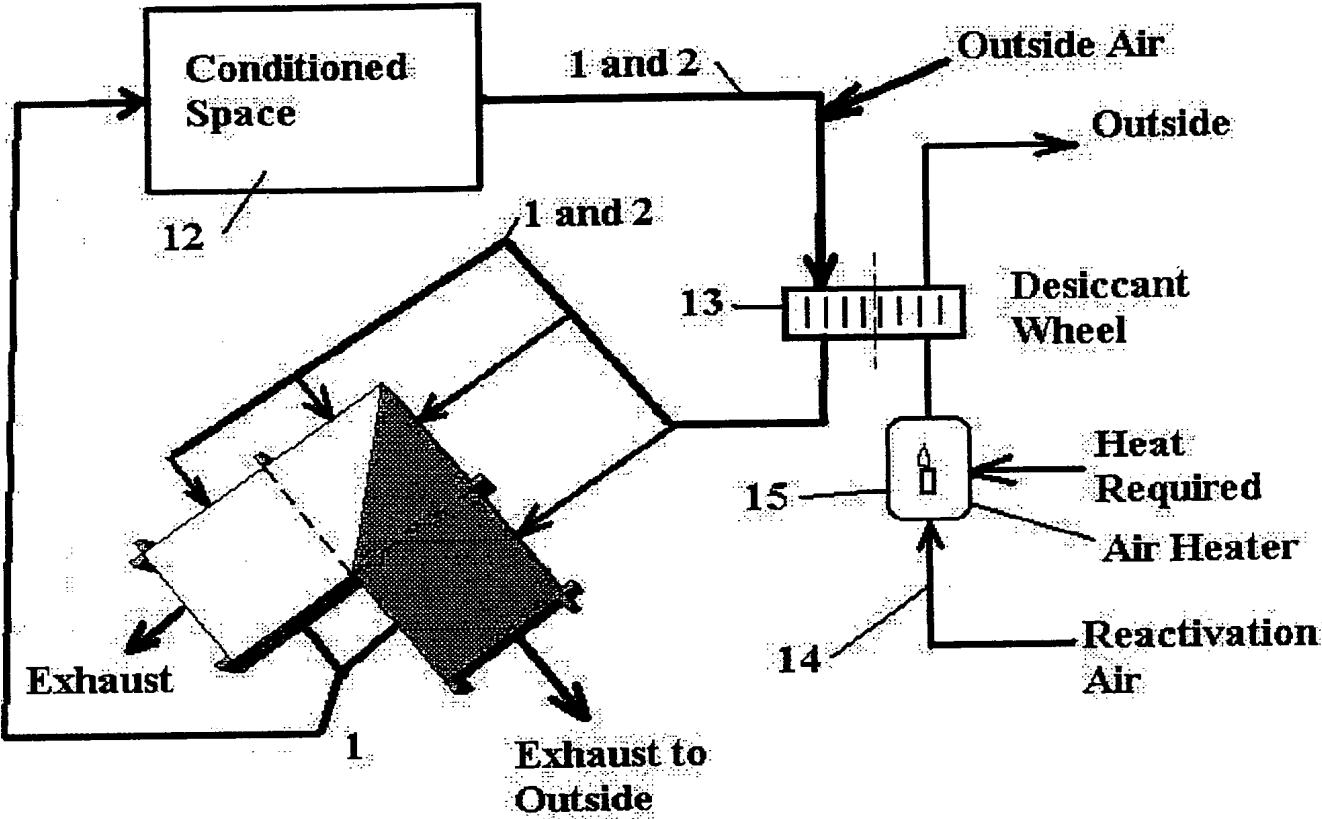 Conditioned
Space
12
1 and 2
Outside Air
Outside
1 and 2
13
Desiccant
Wheel
Heat
Required
15
Air Heater
14
Reactivation
Air
Exhaust
1
Exhaust to
Outside